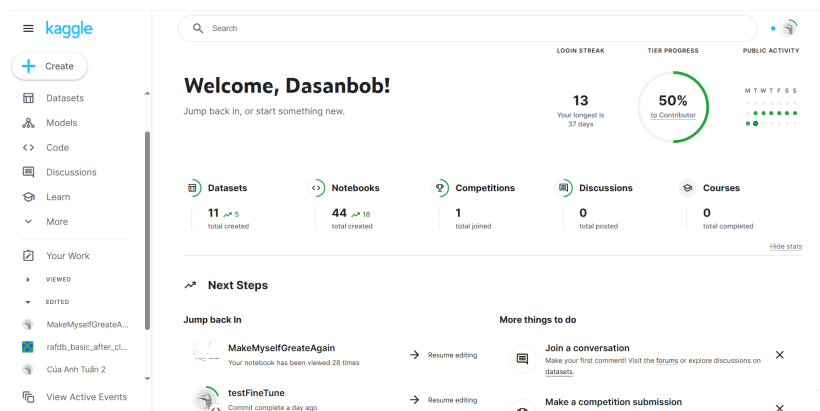 kaggle
Search
Create
Datasets
Models
Code
Discussions
Learn
More
Your Work
VIEWED
EDITED
MakeMyselfGreateA...
rafdb_basic_after_cl...
Của Anh Tuấn 2
View Active Events
LOGIN STREAK
TIER PROGRESS
PUBLIC ACTIVITY
Welcome, Dasanbob!
Jump back in, or start something new.
13
Your longest is
37 days
50%
to Contributor
M T W T F S S
Datasets
11 5
total created
Notebooks
44 18
total created
Competitions
1
total joined
Discussions
0
total posted
Courses
0
total completed
Hide stats
Next Steps
Jump back In
MakeMyselfGreateAgain
Your notebook has been viewed 28 times
Resume editing
testFineTune
Commit complete a day ago
Resume editing
More things to do
Join a conversation
Make your first comment! Visit the forums or explore discussions on
datasets.
Make a competition submission